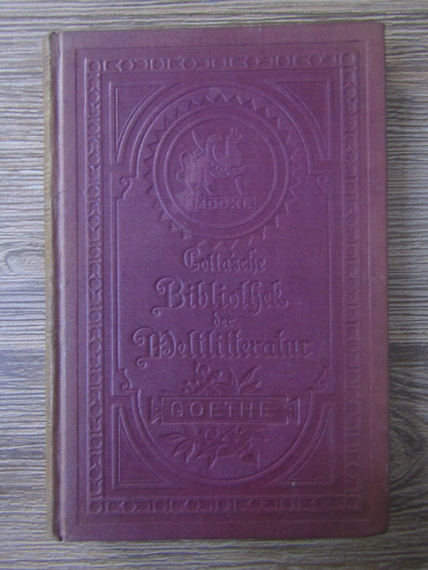 MDCXL
Cotta'sche
Bibliothek
der
Weltlitteratur
GOETHE